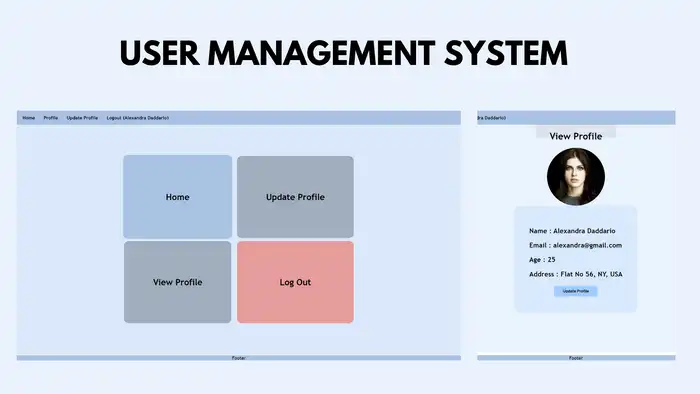 USER MANAGEMENT SYSTEM
Home Profile Update Profile Logout (Alexandra Daddario)
Home
Update Profile
View Profile
Log Out
Footer
dra Daddario)
View Profile
Name : Alexandra Daddario
Email : alexandra@gmail.com
Age : 25
Address : Flat No 56, NY, USA
Update Profile
Footer